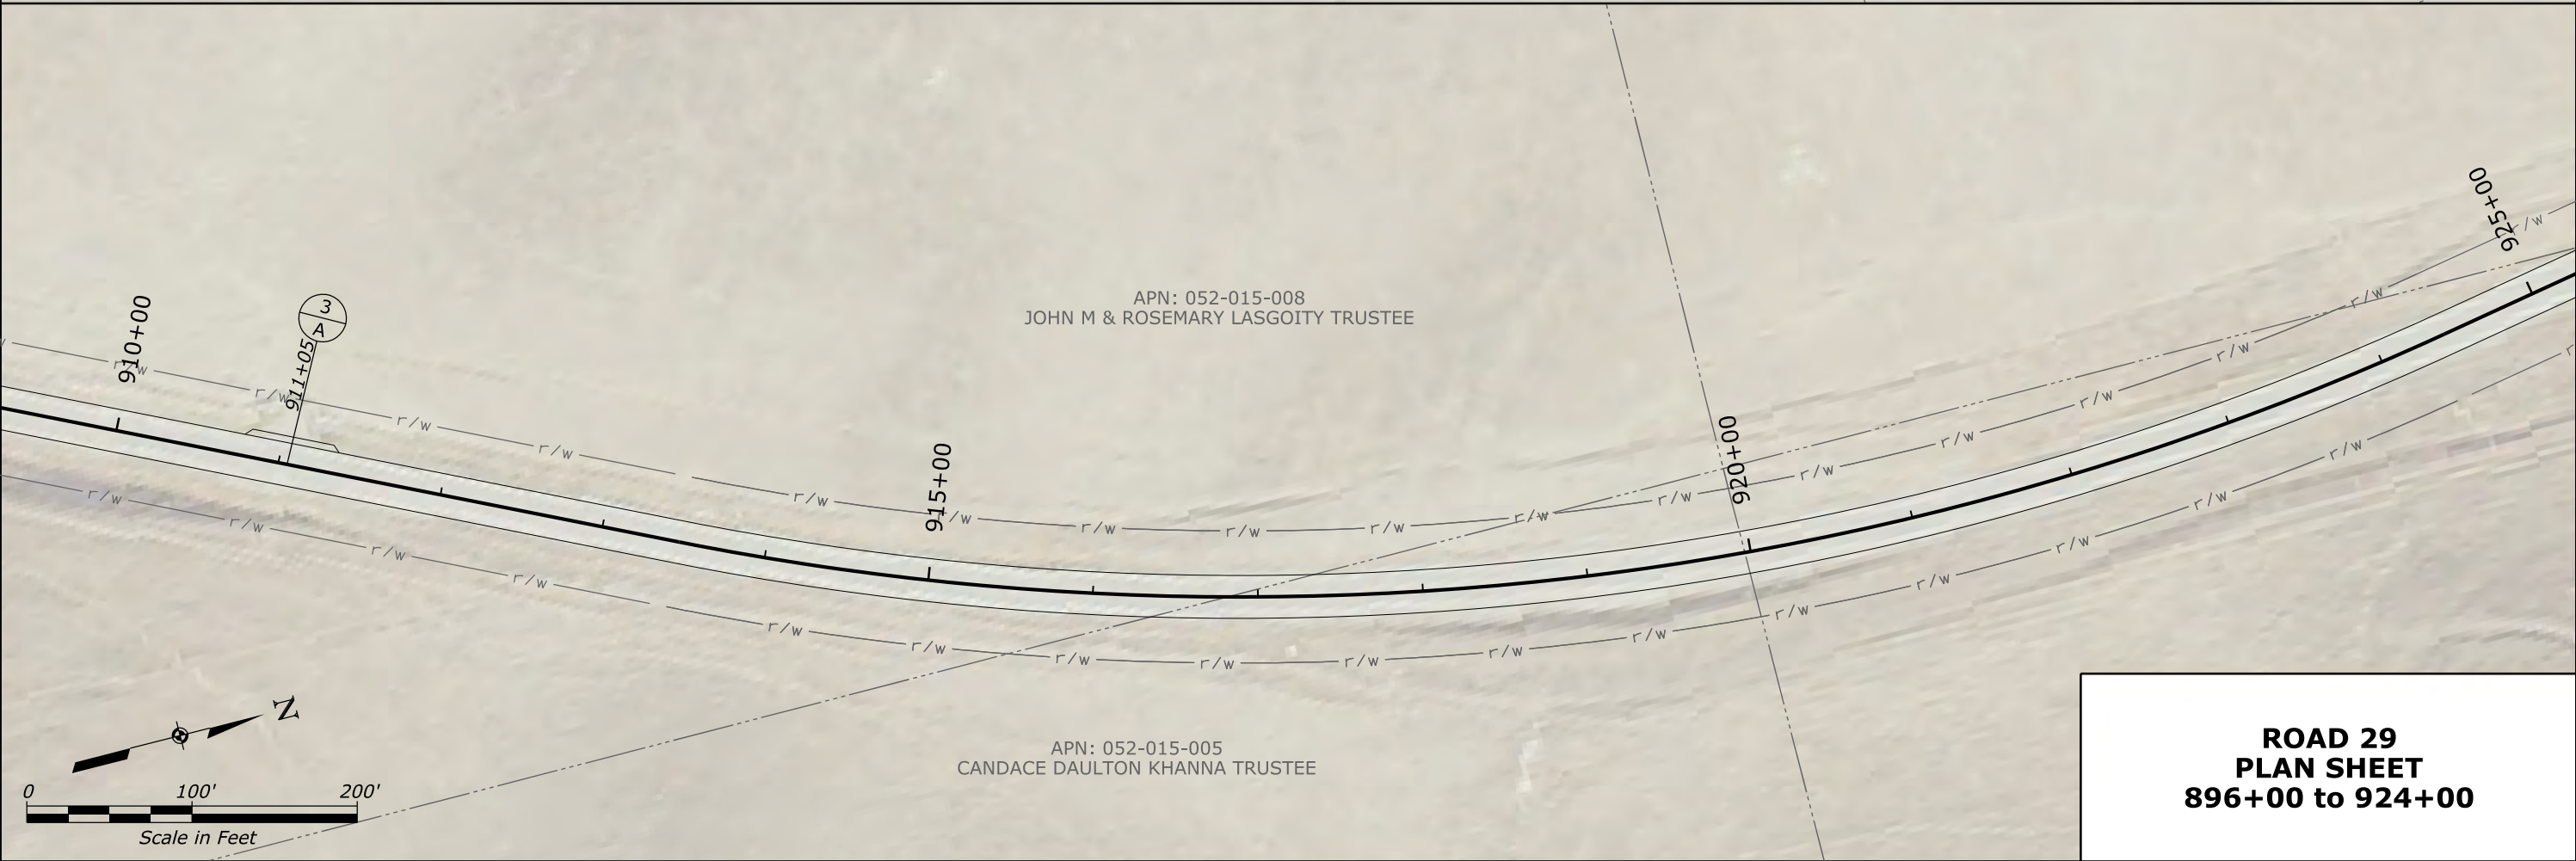 925+00
910+00
3
A
911+05
APN: 052-015-008
JOHN M & ROSEMARY LASGOITY TRUSTEE
915+00
920+00
r/w r/w r/w r/w r/w r/w r/w r/w r/w r/w r/w r/w r/w r/w r/w r/w r/w
r/w r/w r/w r/w r/w r/w r/w r/w r/w r/w r/w r/w r/w r/w r/w r/w
N
0 100' 200'
Scale in Feet
APN: 052-015-005
CANDACE DAULTON KHANNA TRUSTEE
ROAD 29
PLAN SHEET
896+00 to 924+00